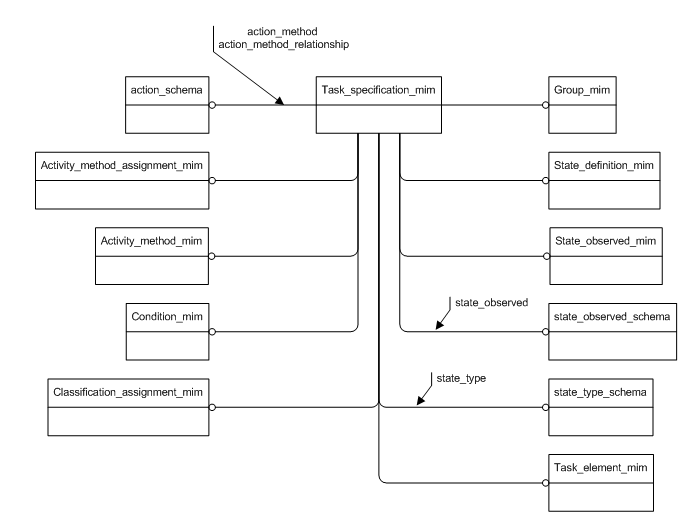 action_method
action_method_relationship
action_schema
Task_specification_mim
Group_mim
Activity_method_assignment_mim
State_definition_mim
Activity_method_mim
State_observed_mim
state_observed
Condition_mim
state_observed_schema
state_type
Classification_assignment_mim
state_type_schema
Task_element_mim